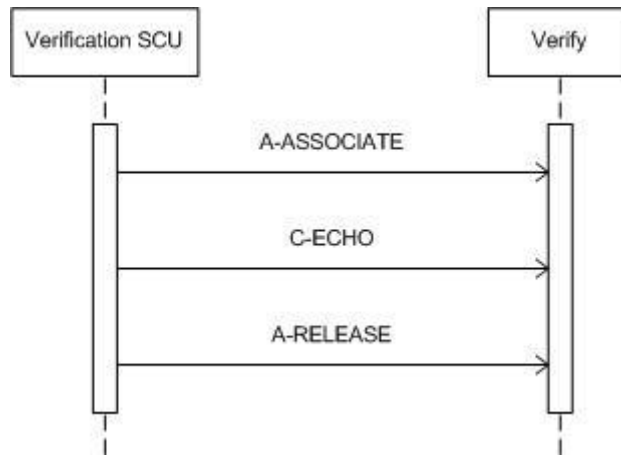 Verification SCU
Verify
A-ASSOCIATE
C-ECHO
A-RELEASE